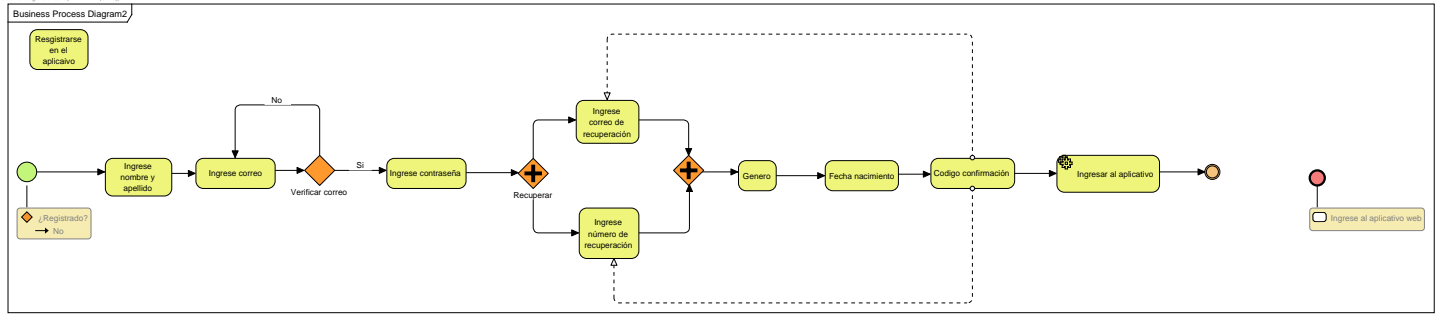 Business Process Diagram2
Resgistrarse
en el
aplicaivo
¿Registrado?
No
Ingrese
nombre y
apellido
Ingrese correo
No
Verificar correo
Si
Ingrese contraseña
Recuperar
Ingrese
correo de
recuperación
Ingrese
número de
recuperación
Genero
Fecha nacimiento
Codigo confirmación
Ingresar al aplicativo
Ingrese al aplicativo web